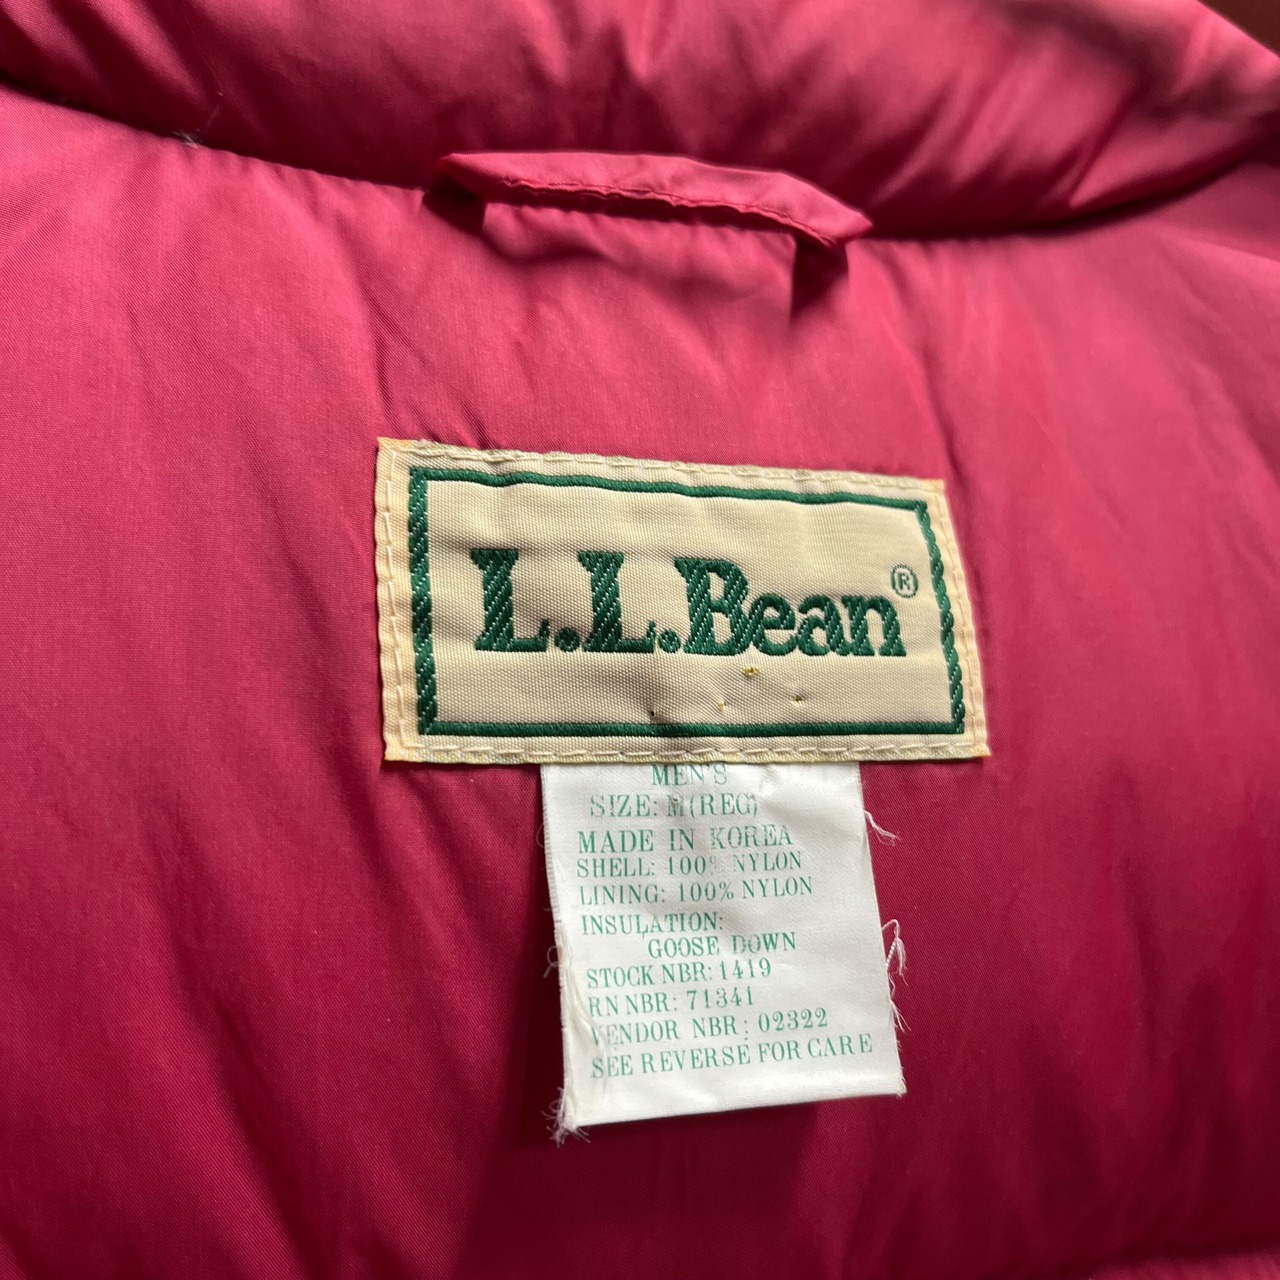 L.L.Bean®
MEN'S
SIZE: M(REG)
MADE IN KOREA
SHELL: 100% NYLON
LINING: 100% NYLON
INSULATION:
GOOSE DOWN
STOCK NBR: 1419
RN NBR: 71341
VENDOR NBR: 02322
SEE REVERSE FOR CARE